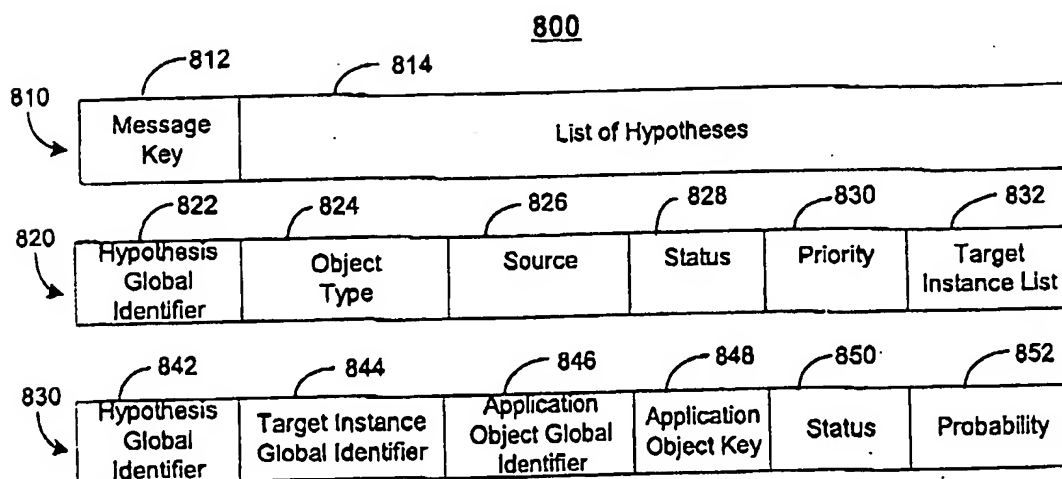 800
812
814
810
Message
Key
List of Hypotheses
822
824
826
828
830
832
820
Hypothesis
Global
Identifier
Object
Type
Source
Status
Priority
Target
Instance List
842
844
846
848
850
852
830
Hypothesis
Global
Identifier
Target Instance
Global Identifier
Application
Object Global
Identifier
Application
Object Key
Status
Probability